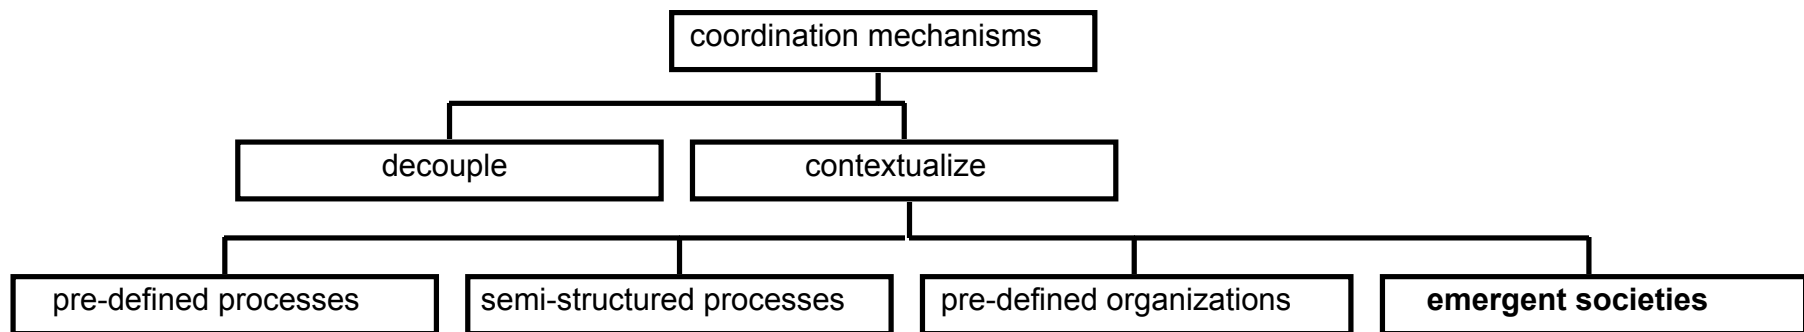 coordination mechanisms
decouple
contextualize
pre-defined processes
semi-structured processes
pre-defined organizations
emergent societies